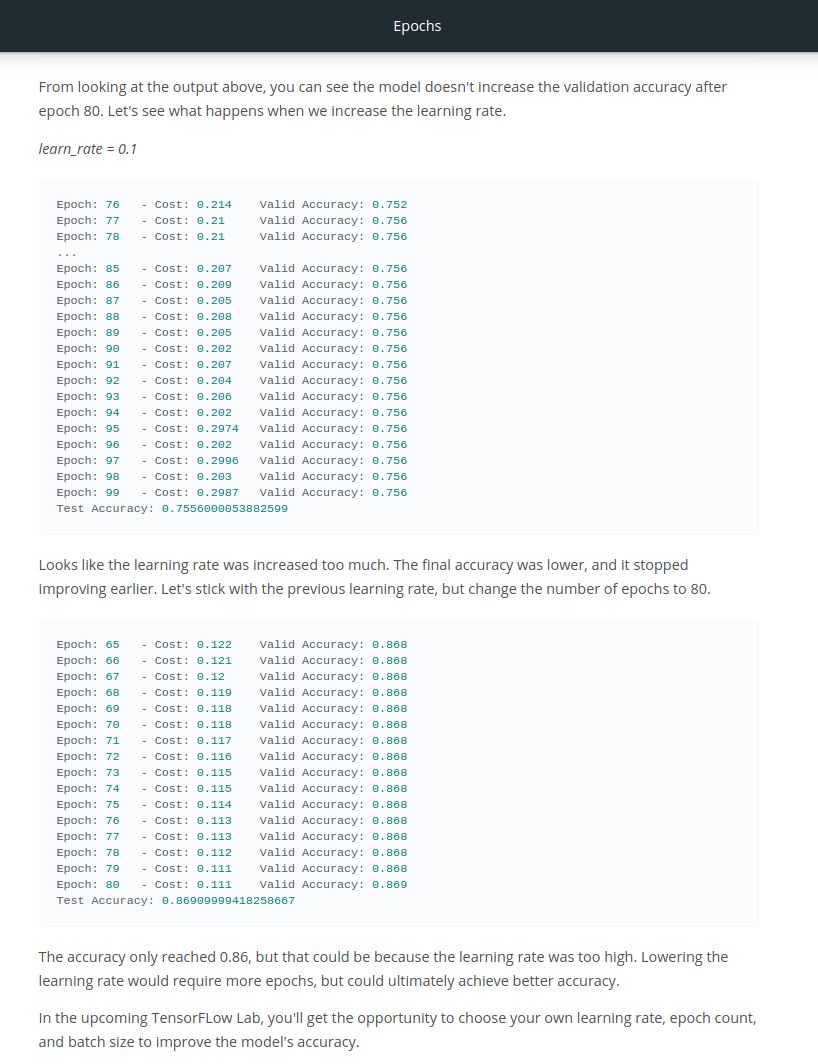 Epochs
From looking at the output above, you can see the model doesn't increase the validation accuracy after
epoch 80. Let's see what happens when we increase the learning rate.
learn_rate = 0.1
Epoch: 76 - Cost: 0.214 Valid Accuracy: 0.752
Epoch: 77 - Cost: 0.21 Valid Accuracy: 0.756
Epoch: 78 - Cost: 0.21 Valid Accuracy: 0.756
...
Epoch: 85 - Cost: 0.207 Valid Accuracy: 0.756
Epoch: 86 - Cost: 0.209 Valid Accuracy: 0.756
Epoch: 87 - Cost: 0.205 Valid Accuracy: 0.756
Epoch: 88 - Cost: 0.208 Valid Accuracy: 0.756
Epoch: 89 - Cost: 0.205 Valid Accuracy: 0.756
Epoch: 90 - Cost: 0.202 Valid Accuracy: 0.756
Epoch: 91 - Cost: 0.207 Valid Accuracy: 0.756
Epoch: 92 - Cost: 0.204 Valid Accuracy: 0.756
Epoch: 93 - Cost: 0.206 Valid Accuracy: 0.756
Epoch: 94 - Cost: 0.202 Valid Accuracy: 0.756
Epoch: 95 - Cost: 0.2974 Valid Accuracy: 0.756
Epoch: 96 - Cost: 0.202 Valid Accuracy: 0.756
Epoch: 97 - Cost: 0.2996 Valid Accuracy: 0.756
Epoch: 98 - Cost: 0.203 Valid Accuracy: 0.756
Epoch: 99 - Cost: 0.2987 Valid Accuracy: 0.756
Test Accuracy: 0.7556000053882599
Looks like the learning rate was increased too much. The final accuracy was lower, and it stopped
improving earlier. Let's stick with the previous learning rate, but change the number of epochs to 80.
Epoch: 65 - Cost: 0.122 Valid Accuracy: 0.868
Epoch: 66 - Cost: 0.121 Valid Accuracy: 0.868
Epoch: 67 - Cost: 0.12 Valid Accuracy: 0.868
Epoch: 68 - Cost: 0.119 Valid Accuracy: 0.868
Epoch: 69 - Cost: 0.118 Valid Accuracy: 0.868
Epoch: 70 - Cost: 0.118 Valid Accuracy: 0.868
Epoch: 71 - Cost: 0.117 Valid Accuracy: 0.868
Epoch: 72 - Cost: 0.116 Valid Accuracy: 0.868
Epoch: 73 - Cost: 0.115 Valid Accuracy: 0.868
Epoch: 74 - Cost: 0.115 Valid Accuracy: 0.868
Epoch: 75 - Cost: 0.114 Valid Accuracy: 0.868
Epoch: 76 - Cost: 0.113 Valid Accuracy: 0.868
Epoch: 77 - Cost: 0.113 Valid Accuracy: 0.868
Epoch: 78 - Cost: 0.112 Valid Accuracy: 0.868
Epoch: 79 - Cost: 0.111 Valid Accuracy: 0.868
Epoch: 80 - Cost: 0.111 Valid Accuracy: 0.869
Test Accuracy: 0.86909999418258667
The accuracy only reached 0.86, but that could be because the learning rate was too high. Lowering the
learning rate would require more epochs, but could ultimately achieve better accuracy.
In the upcoming TensorFLow Lab, you'll get the opportunity to choose your own learning rate, epoch count,
and batch size to improve the model's accuracy.